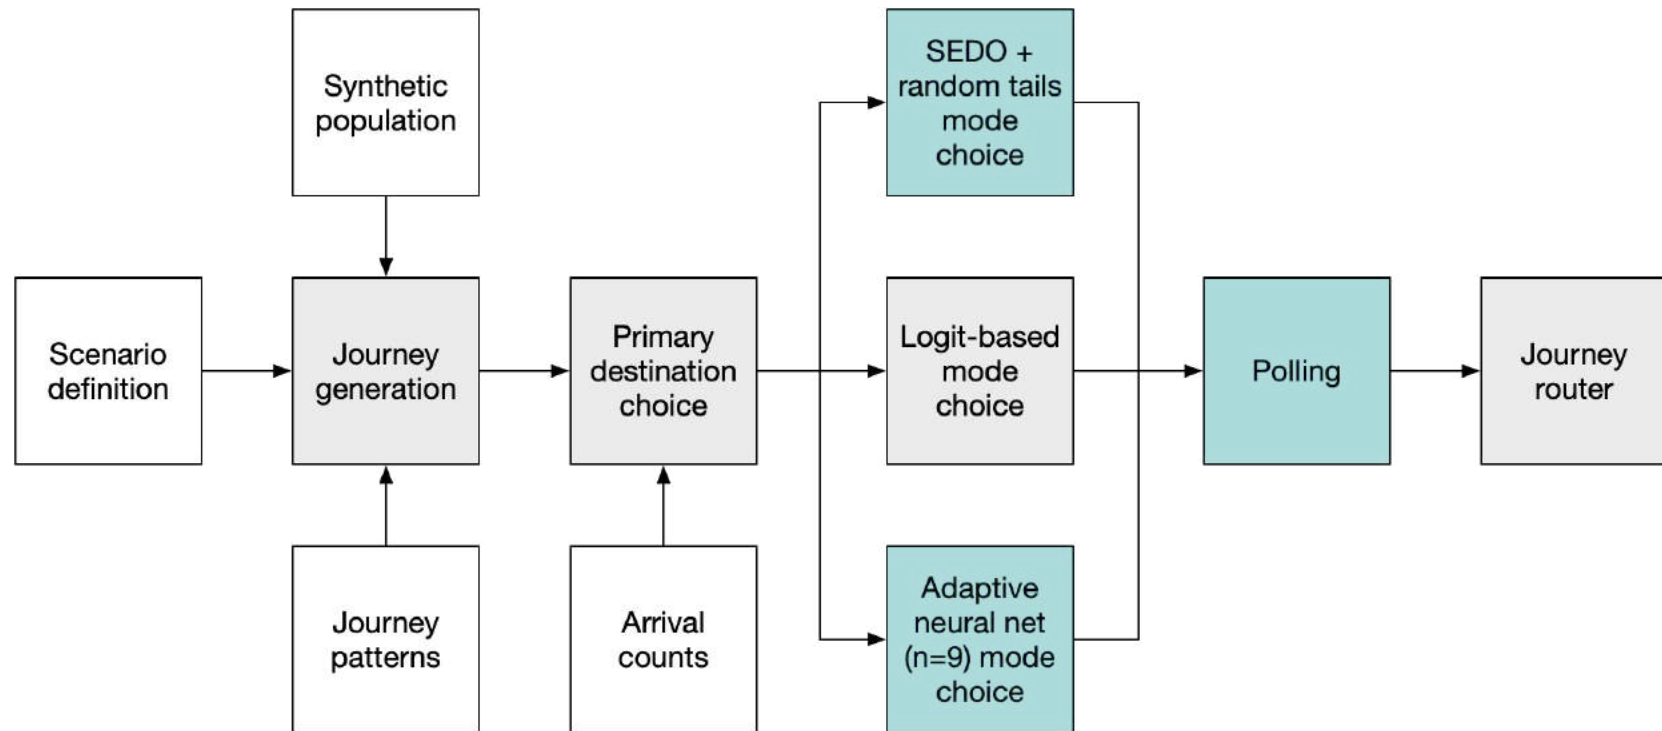 Synthetic
population
SEDO +
random tails
mode
choice
Scenario
definition
Journey
generation
Primary
destination
choice
Logit-based
mode
choice
Polling
Journey
router
Journey
patterns
Arrival
counts
Adaptive
neural net
(n=9) mode
choice